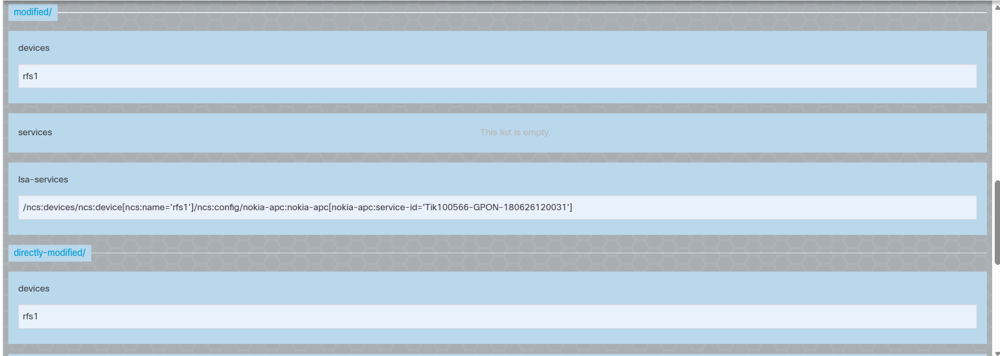 modified/
devices
rfs1
services
This list is empty
lsa-services
/ncs:devices/ncs:device[ncs:name='rfs1']/ncs:config/nokia-apc:nokia-apc[nokia-apc:service-id='Tik100566-GPON-180626120031']
directly-modified/
devices
rfs1